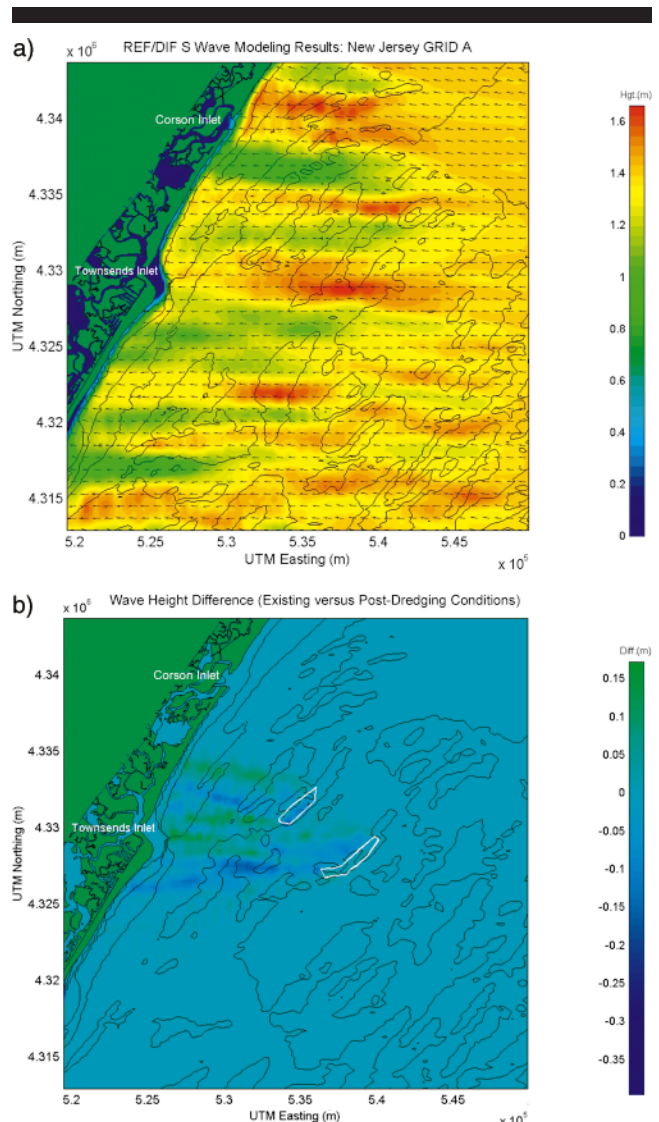 a)
REF/DIF S Wave Modeling Results: New Jersey GRID A
x 10⁶
Hgt.(m)
1.6
1.4
1.2
1
0.8
0.6
0.4
0.2
0
Corson Inlet
Townsends Inlet
UTM Northing (m)
4.34
4.335
4.33
4.325
4.32
4.315
5.2 5.25 5.3 5.35 5.4 5.45
UTM Easting (m)
x 10⁵
b)
Wave Height Difference (Existing versus Post-Dredging Conditions)
x 10⁶
Diff.(m)
0.15
0.1
0.05
0
-0.05
-0.1
-0.15
-0.2
-0.25
-0.3
-0.35
Corson Inlet
Townsends Inlet
UTM Northing (m)
4.34
4.335
4.33
4.325
4.32
4.315
5.2 5.25 5.3 5.35 5.4 5.45
UTM Easting (m)
x 10⁵